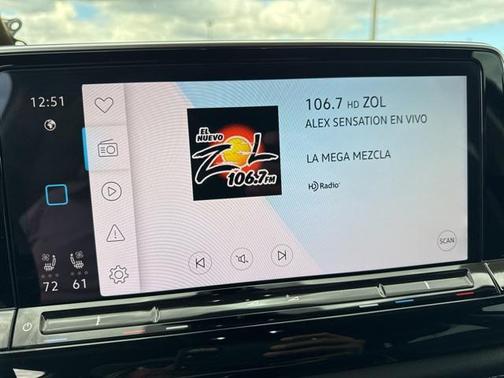 12:51
106.7 HD ZOL
ALEX SENSATION EN VIVO
EL NUEVO
ZOL
106.7FM
LA MEGA MEZCLA
HD Radio
SCAN
72 61